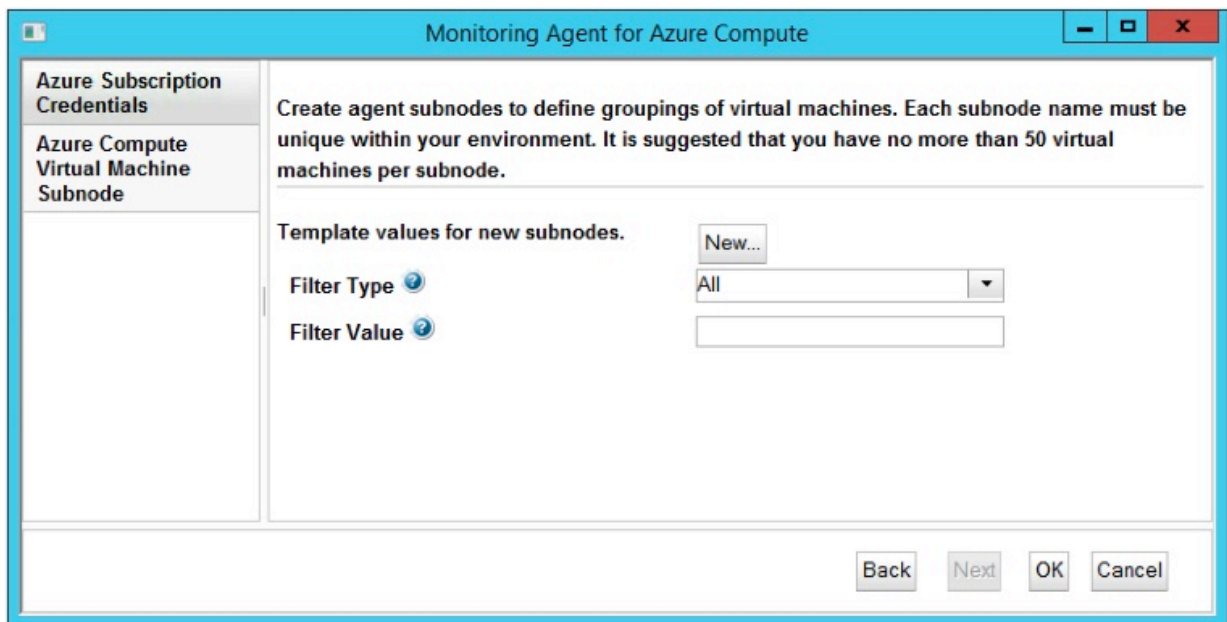 Monitoring Agent for Azure Compute
Azure Subscription
Credentials
Azure Compute
Virtual Machine
Subnode
Create agent subnodes to define groupings of virtual machines. Each subnode name must be
unique within your environment. It is suggested that you have no more than 50 virtual
machines per subnode.
Template values for new subnodes.
New...
Filter Type
All
Filter Value
Back
Next
OK
Cancel